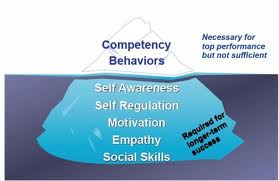 Competency
Behaviors
Necessary for
top performance
but not sufficient
Self Awareness
Self Regulation
Motivation
Empathy
Social Skills
Required for
longer-term
success